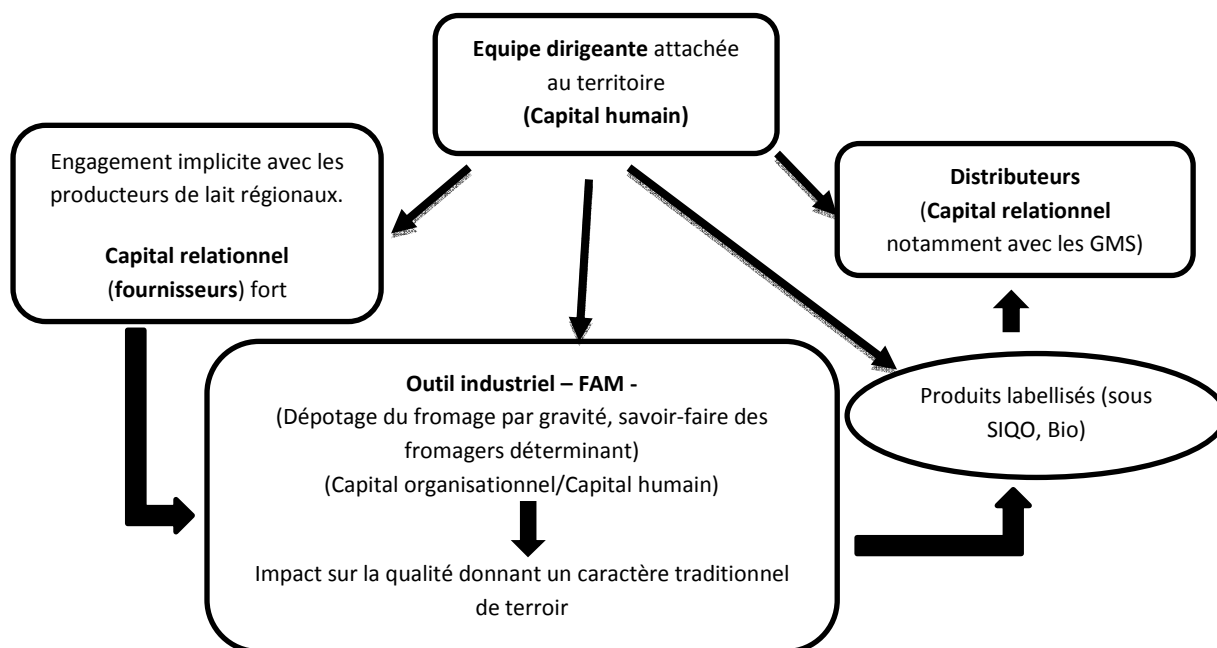 Equipe dirigeante attachée
au territoire
(Capital humain)
Engagement implicite avec les
producteurs de lait régionaux.
Capital relationnel
(fournisseurs) fort
Distributeurs
(Capital relationnel
notamment avec les GMS)
Outil industriel – FAM -
(Dépotage du fromage par gravité, savoir-faire des
fromagers déterminant)
(Capital organisationnel/Capital humain)
Impact sur la qualité donnant un caractère traditionnel
de terroir
Produits labellisés (sous
SIQO, Bio)